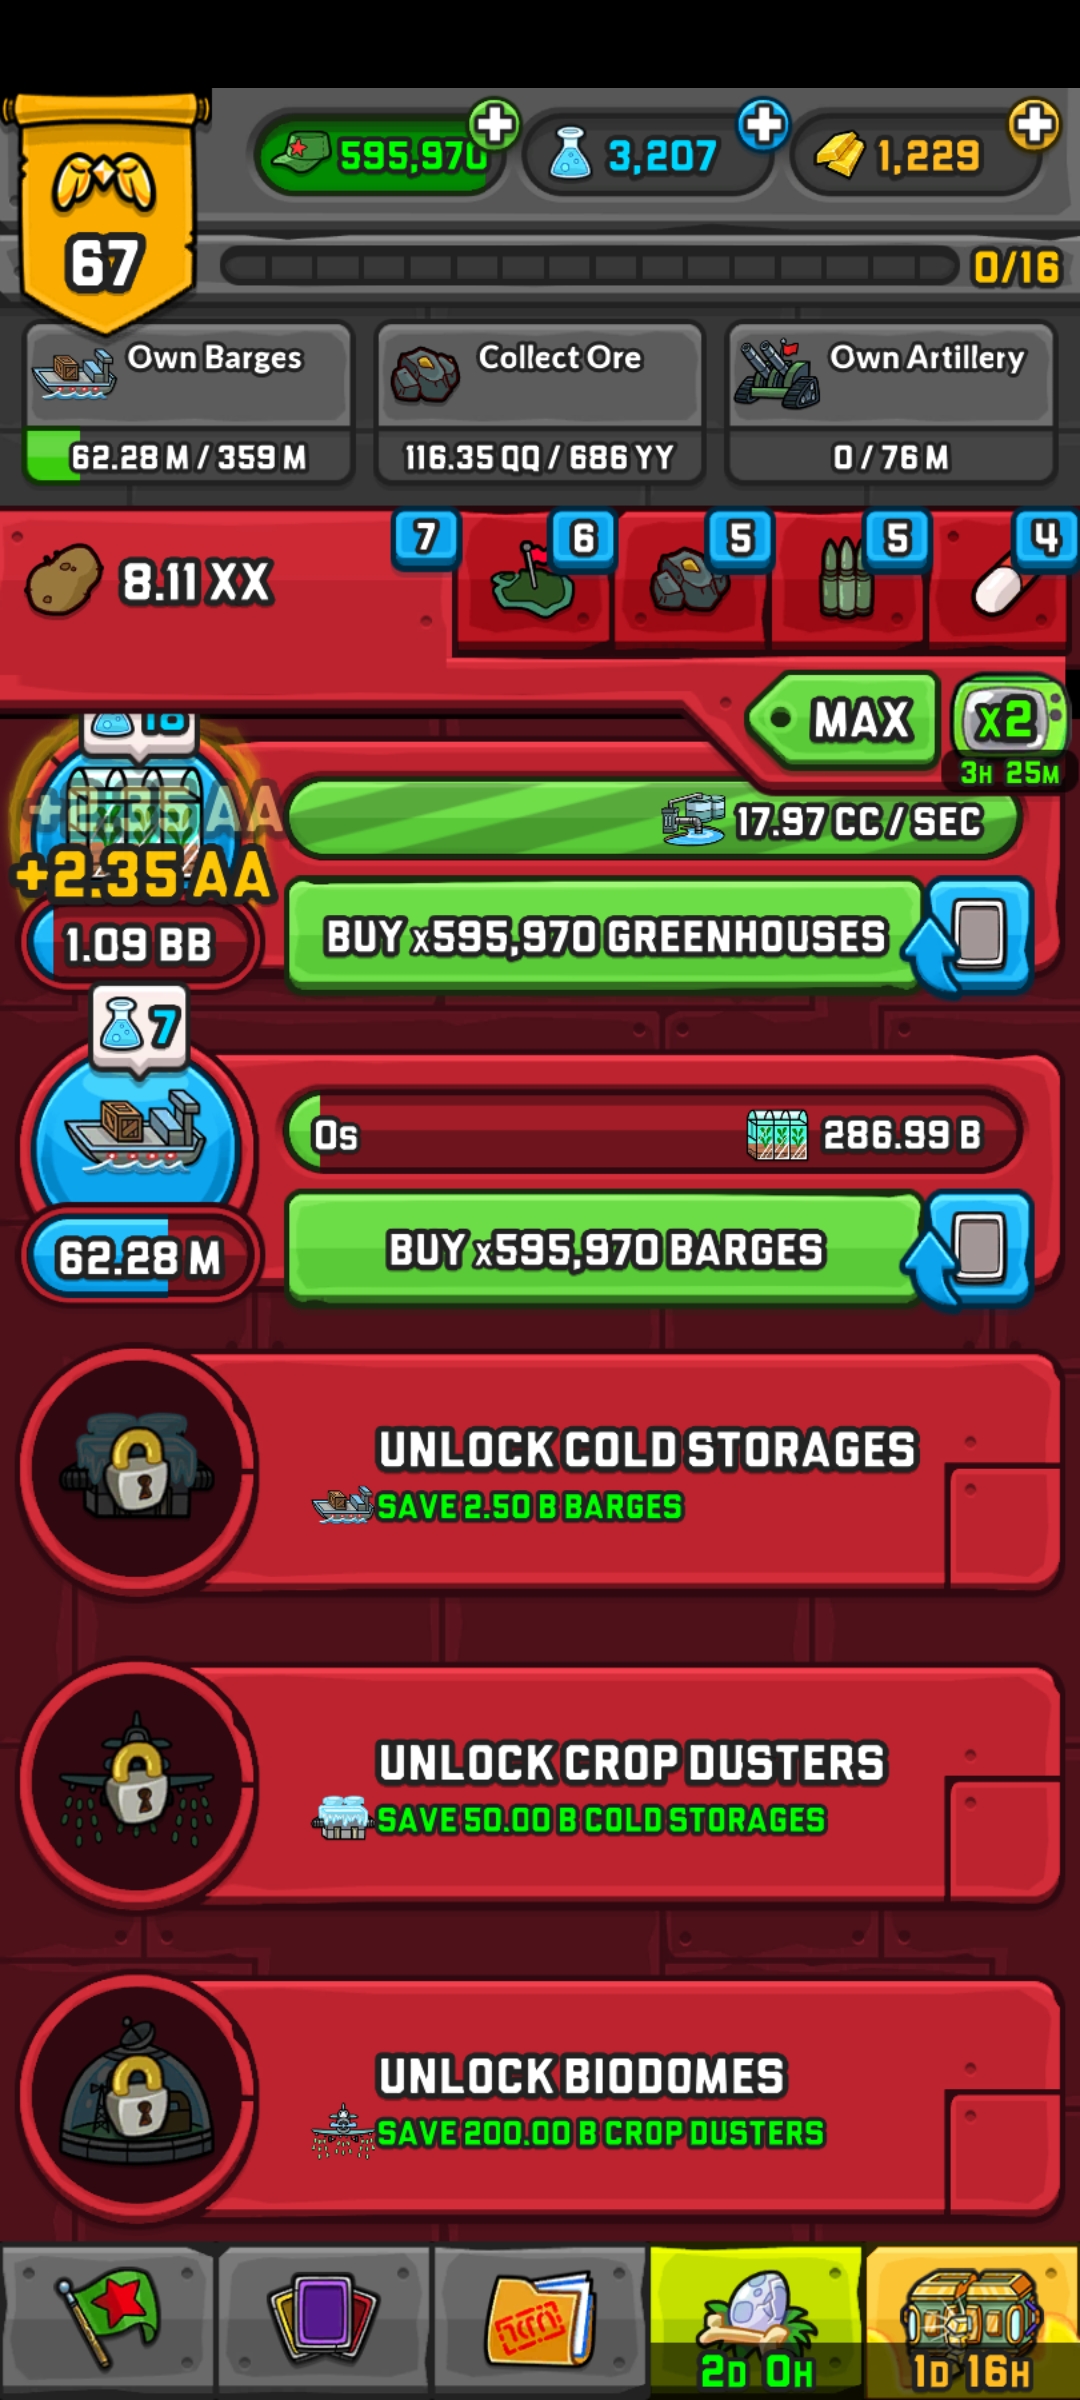 595,970
3,207
1,229
67
0/16
Own Barges
Collect Ore
Own Artillery
62.28 M / 359 M
116.35 QQ / 686 YY
0 / 76 M
8.11 XX
7
6
5
5
4
MAX
x2
3H 25M
18
+2.35 AA
+2.35 AA
17.97 CC / SEC
1.09 BB
BUY x595,970 GREENHOUSES
7
0s
286.99 B
62.28 M
BUY x595,970 BARGES
UNLOCK COLD STORAGES
SAVE 2.50 B BARGES
UNLOCK CROP DUSTERS
SAVE 50.00 B COLD STORAGES
UNLOCK BIODOMES
SAVE 200.00 B CROP DUSTERS
2D 0H
1D 16H